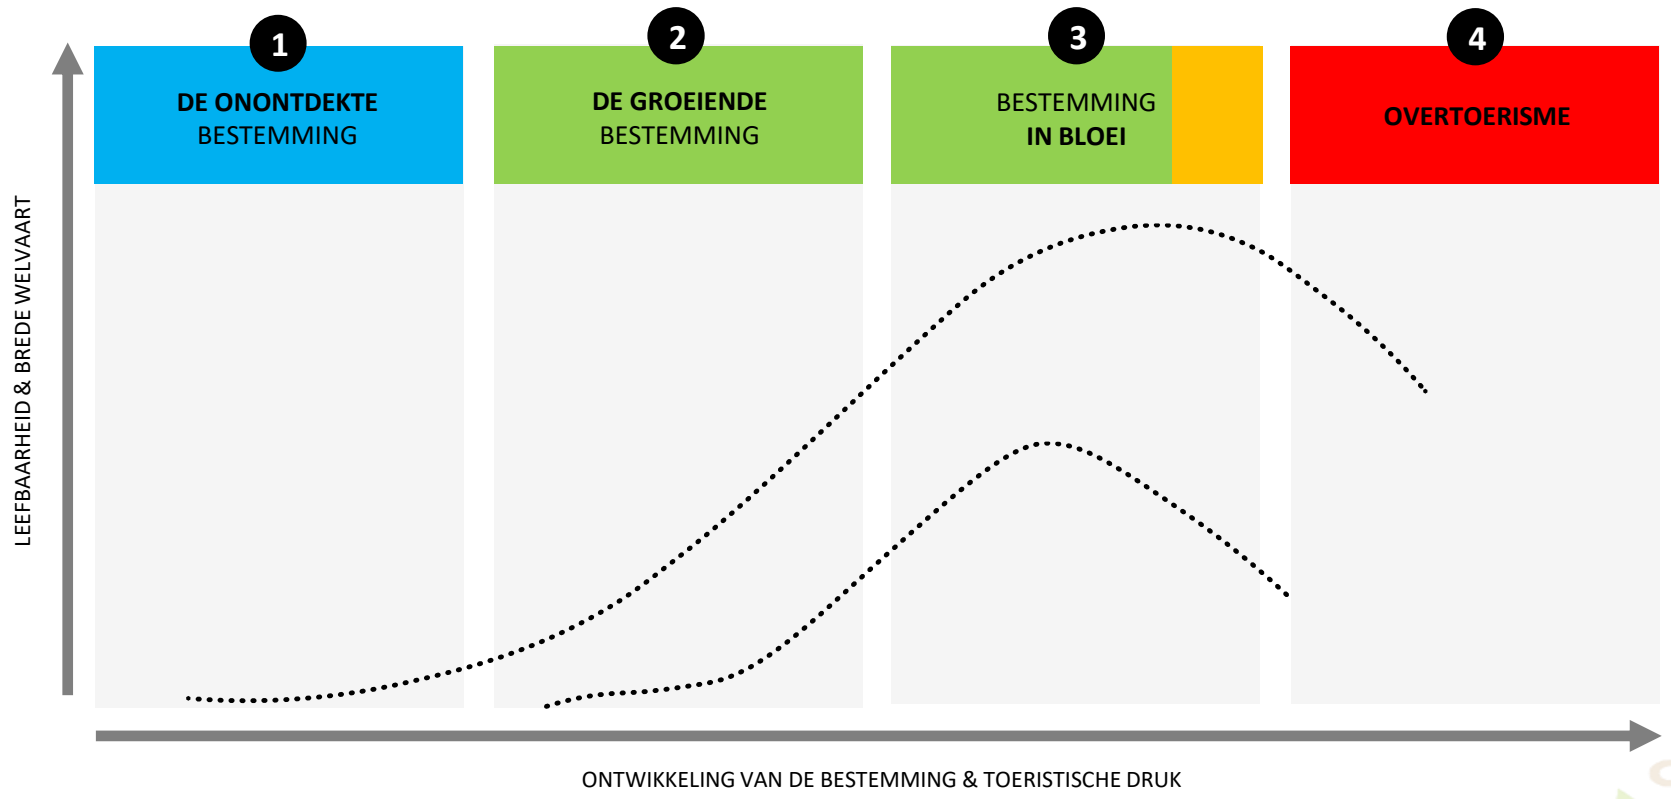 1
DE ONONTDEKTE
BESTEMMING
2
DE GROEIENDE
BESTEMMING
3
BESTEMMING
IN BLOEI
4
OVERTOERISME
LEEFBAARHEID & BREDE WELVAART
ONTWIKKELING VAN DE BESTEMMING & TOERISTISCHE DRUK